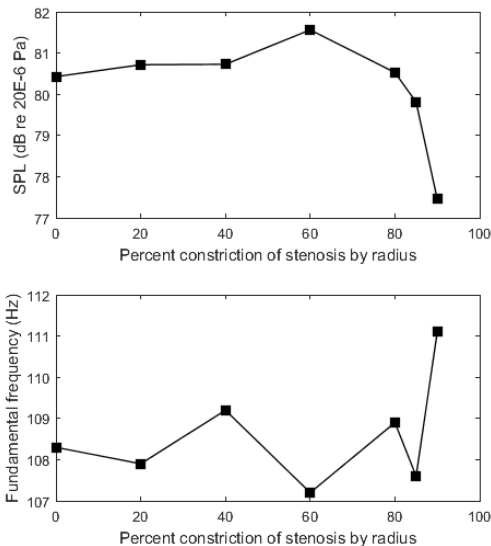 82
81
80
79
78
77
SPL (dB re 20E-6 Pa)
0 20 40 60 80 100
Percent constriction of stenosis by radius
112
111
110
109
108
107
Fundamental frequency (Hz)
0 20 40 60 80 100
Percent constriction of stenosis by radius